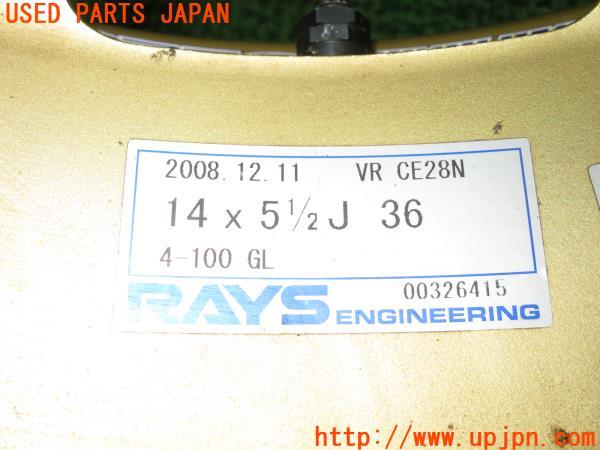 USED PARTS JAPAN
2008.12.11 VR CE28N
14 x 5½ J 36
4-100 GL
RAYS ENGINEERING
00326415
http://www.upjpn.com/